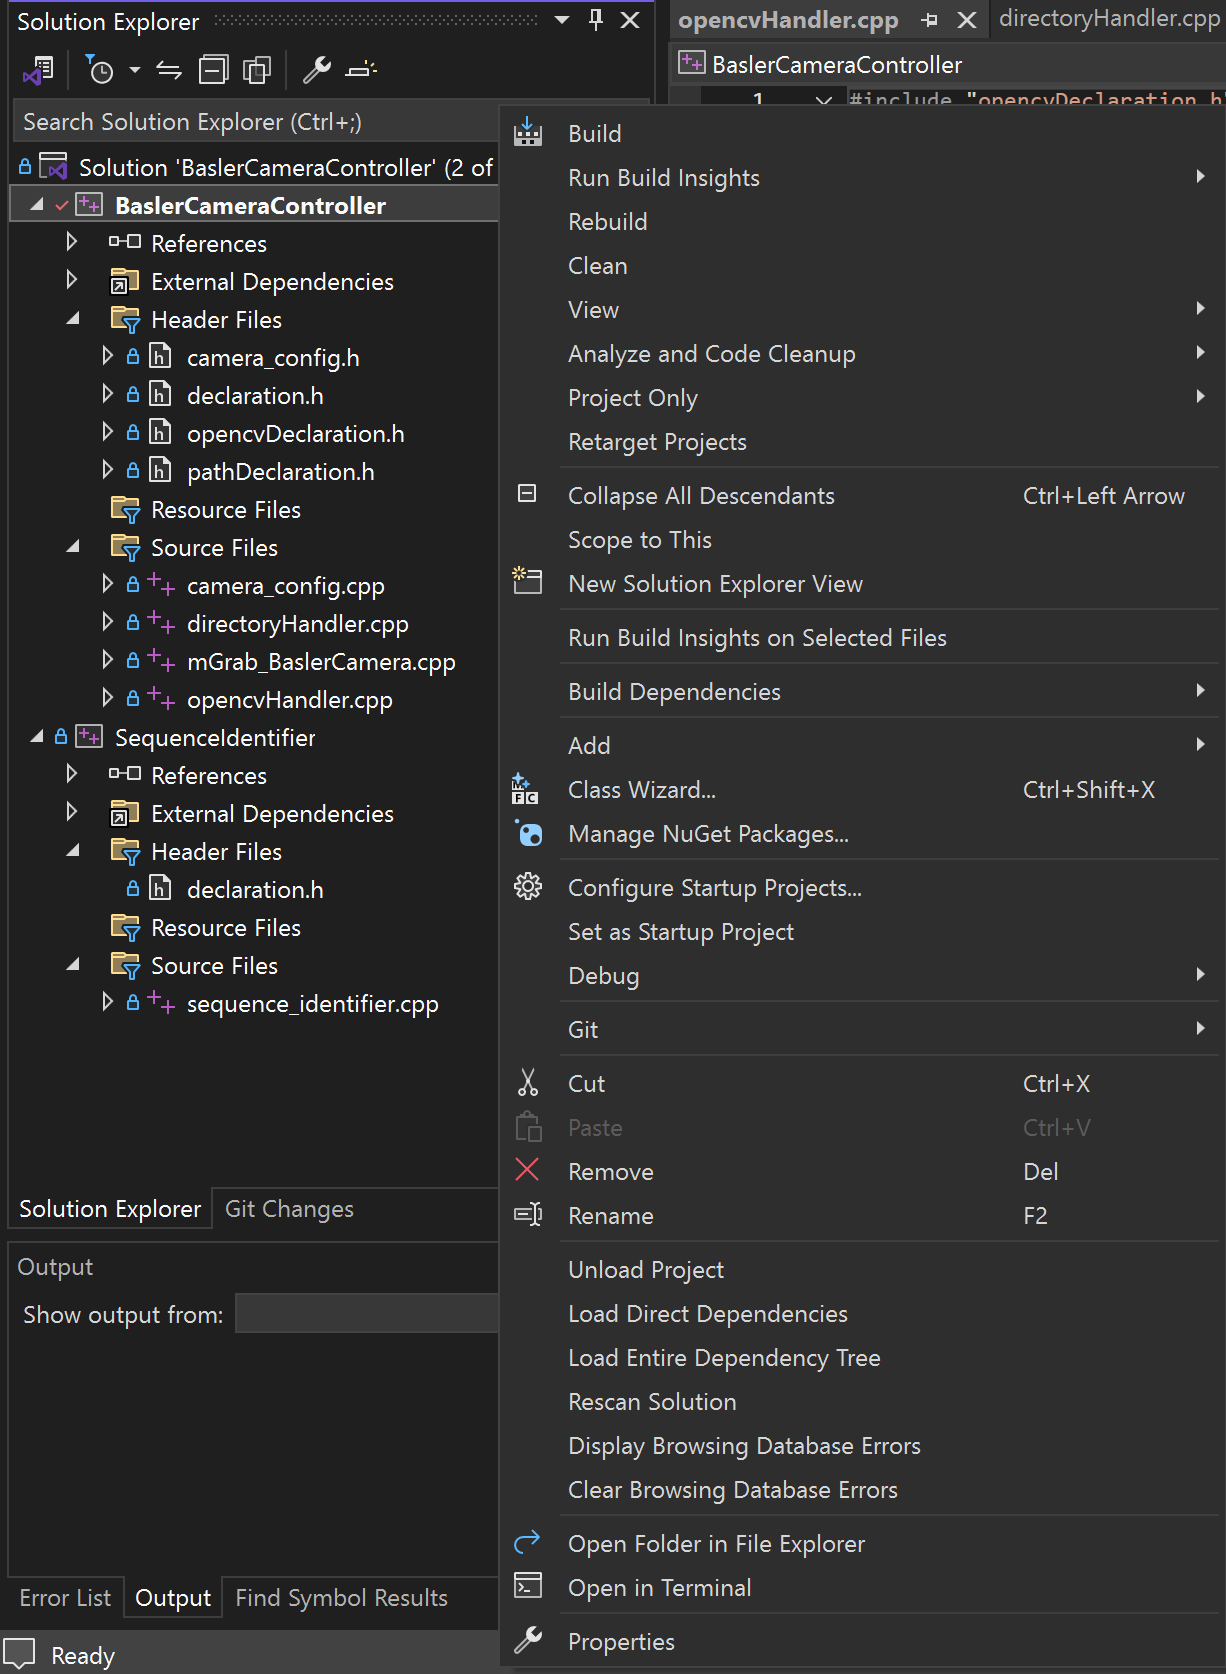 Solution Explorer
opencvHandler.cpp
directoryHandler.cpp
BaslerCameraController
1
#include "opencvDeclaration.h"
Search Solution Explorer (Ctrl+;)
Solution 'BaslerCameraController' (2 of
BaslerCameraController
References
External Dependencies
Header Files
camera_config.h
declaration.h
opencvDeclaration.h
pathDeclaration.h
Resource Files
Source Files
camera_config.cpp
directoryHandler.cpp
mGrab_BaslerCamera.cpp
opencvHandler.cpp
SequenceIdentifier
References
External Dependencies
Header Files
declaration.h
Resource Files
Source Files
sequence_identifier.cpp
Solution Explorer
Git Changes
Output
Show output from:
Error List
Output
Find Symbol Results
Ready
Build
Run Build Insights
Rebuild
Clean
View
Analyze and Code Cleanup
Project Only
Retarget Projects
Collapse All Descendants Ctrl+Left Arrow
Scope to This
New Solution Explorer View
Run Build Insights on Selected Files
Build Dependencies
Add
Class Wizard... Ctrl+Shift+X
Manage NuGet Packages...
Configure Startup Projects...
Set as Startup Project
Debug
Git
Cut Ctrl+X
Paste Ctrl+V
Remove Del
Rename F2
Unload Project
Load Direct Dependencies
Load Entire Dependency Tree
Rescan Solution
Display Browsing Database Errors
Clear Browsing Database Errors
Open Folder in File Explorer
Open in Terminal
Properties